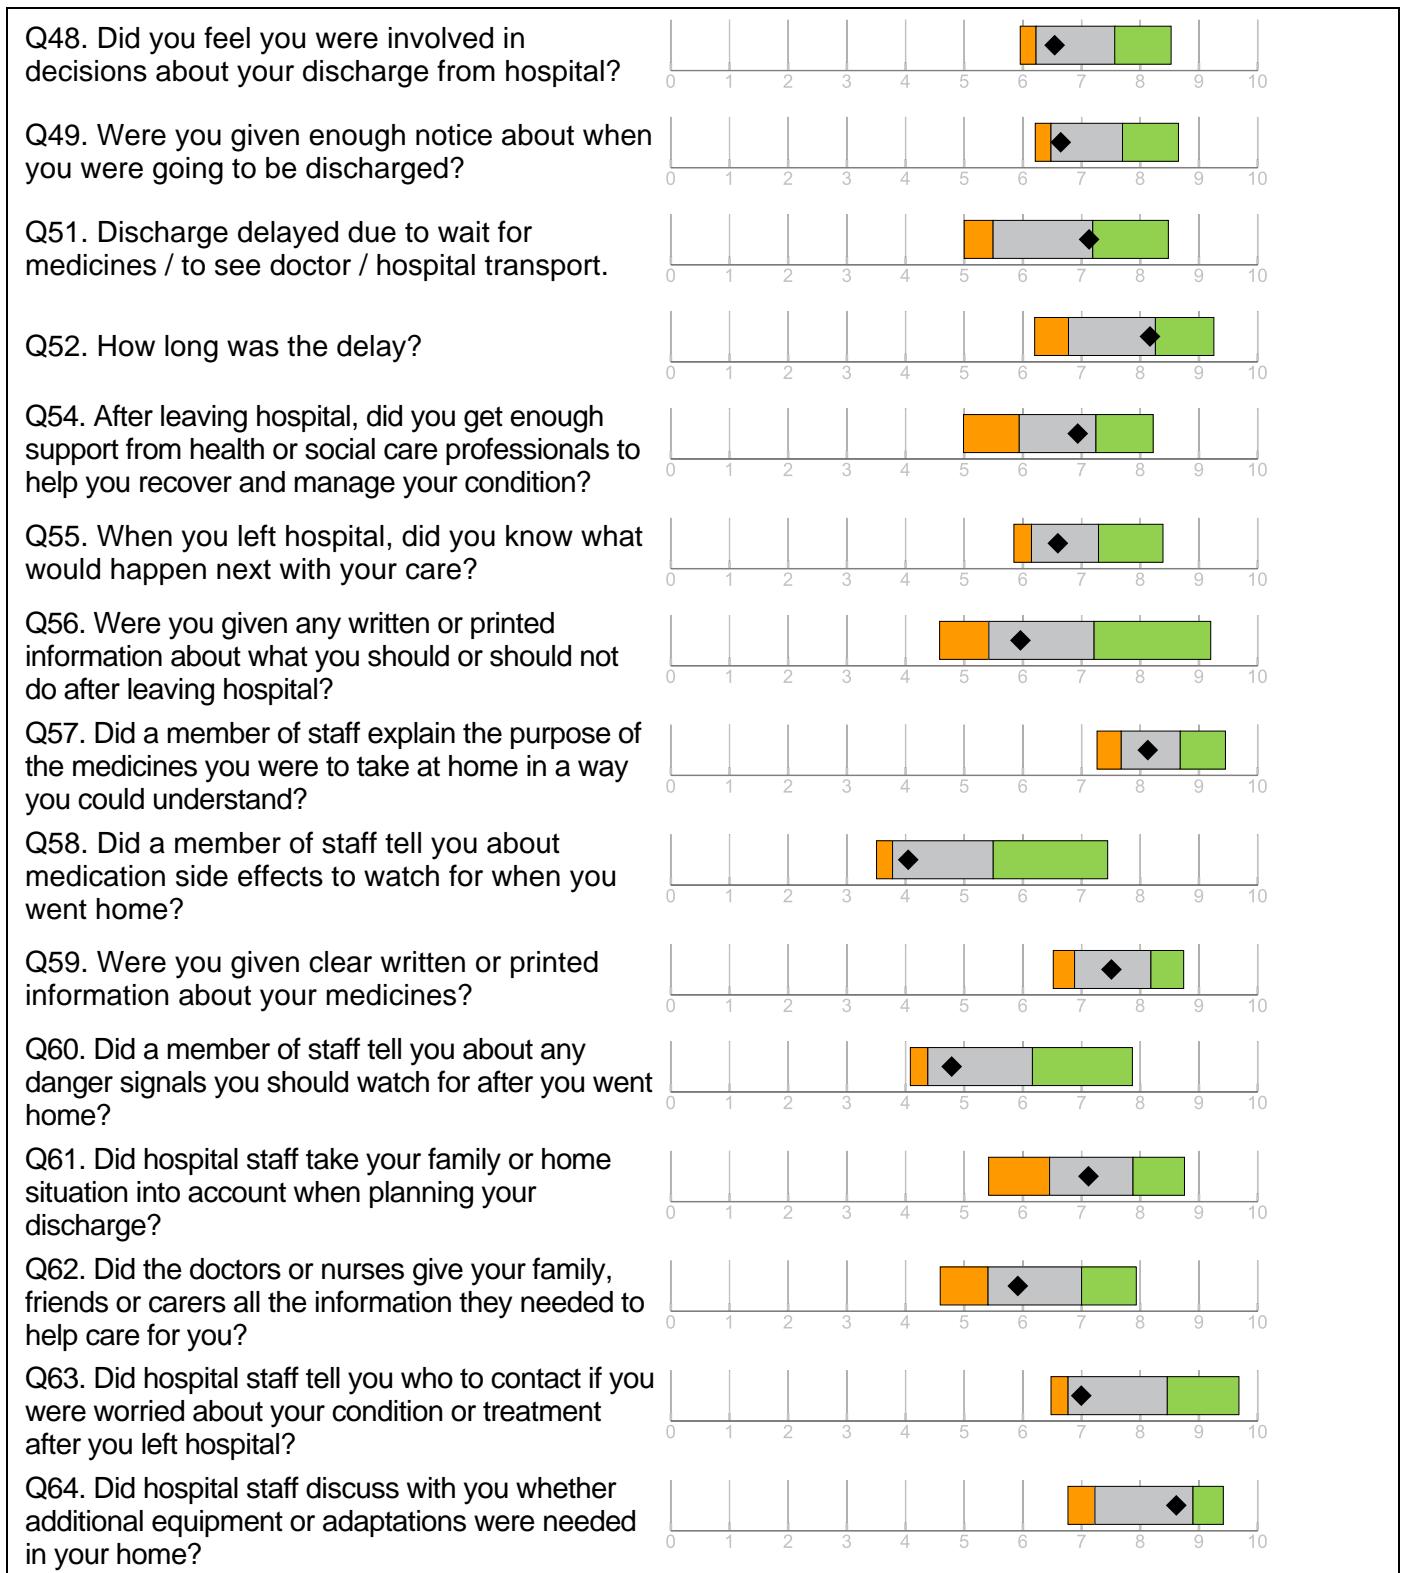 Q48. Did you feel you were involved in
decisions about your discharge from hospital?
0 1 2 3 4 5 6 7 8 9 10
Q49. Were you given enough notice about when
you were going to be discharged?
0 1 2 3 4 5 6 7 8 9 10
Q51. Discharge delayed due to wait for
medicines / to see doctor / hospital transport.
0 1 2 3 4 5 6 7 8 9 10
Q52. How long was the delay?
0 1 2 3 4 5 6 7 8 9 10
Q54. After leaving hospital, did you get enough
support from health or social care professionals to
help you recover and manage your condition?
0 1 2 3 4 5 6 7 8 9 10
Q55. When you left hospital, did you know what
would happen next with your care?
0 1 2 3 4 5 6 7 8 9 10
Q56. Were you given any written or printed
information about what you should or should not
do after leaving hospital?
0 1 2 3 4 5 6 7 8 9 10
Q57. Did a member of staff explain the purpose of
the medicines you were to take at home in a way
you could understand?
0 1 2 3 4 5 6 7 8 9 10
Q58. Did a member of staff tell you about
medication side effects to watch for when you
went home?
0 1 2 3 4 5 6 7 8 9 10
Q59. Were you given clear written or printed
information about your medicines?
0 1 2 3 4 5 6 7 8 9 10
Q60. Did a member of staff tell you about any
danger signals you should watch for after you went
home?
0 1 2 3 4 5 6 7 8 9 10
Q61. Did hospital staff take your family or home
situation into account when planning your
discharge?
0 1 2 3 4 5 6 7 8 9 10
Q62. Did the doctors or nurses give your family,
friends or carers all the information they needed to
help care for you?
0 1 2 3 4 5 6 7 8 9 10
Q63. Did hospital staff tell you who to contact if you
were worried about your condition or treatment
after you left hospital?
0 1 2 3 4 5 6 7 8 9 10
Q64. Did hospital staff discuss with you whether
additional equipment or adaptations were needed
in your home?
0 1 2 3 4 5 6 7 8 9 10